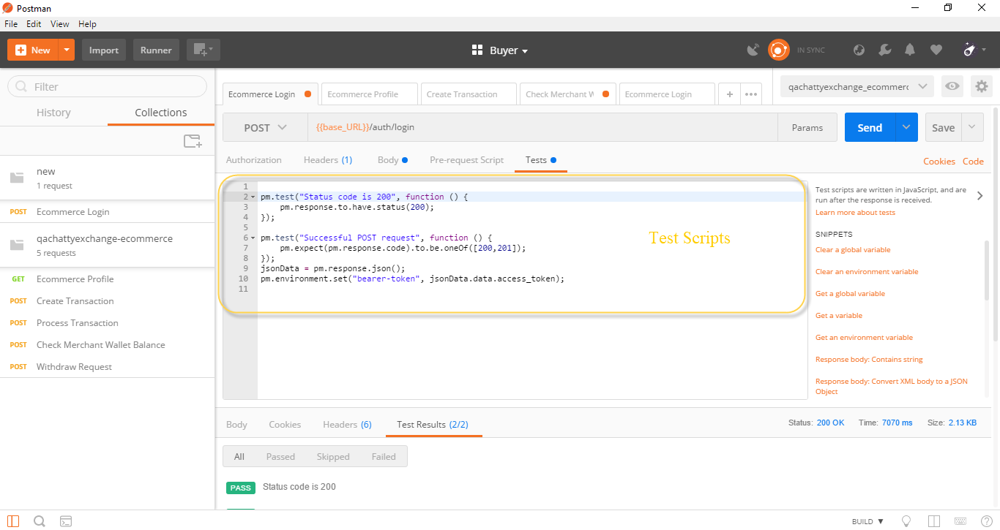 Postman
File Edit View Help
New Import Runner Buyer IN SYNC
Filter
History Collections
new
1 request
POST Ecommerce Login
qachattyexchange-ecommerce
5 requests
GET Ecommerce Profile
POST Create Transaction
POST Process Transaction
POST Check Merchant Wallet Balance
POST Withdraw Request
Ecommerce Login Ecommerce Profile Create Transaction Check Merchant W Ecommerce Login + ••• qachattyexchange_ecommerc
POST {{base_URL}}/auth/login Params Send Save
Authorization Headers (1) Body Pre-request Script Tests Cookies Code
1
2 pm.test("Status code is 200", function () {
3 pm.response.to.have.status(200);
4 });
5
6 pm.test("Successful POST request", function () {
7 pm.expect(pm.response.code).to.be.oneOf([200,201]);
8 });
9 jsonData = pm.response.json();
10 pm.environment.set("bearer-token", jsonData.data.access_token);
11
Test Scripts
Test scripts are written in JavaScript, and are
run after the response is received.
Learn more about tests
SNIPPETS
Clear a global variable
Clear an environment variable
Get a global variable
Get a variable
Get an environment variable
Response body: Contains string
Response body: Convert XML body to a JSON
Object
Body Cookies Headers (6) Test Results (2/2) Status: 200 OK Time: 7070 ms Size: 2.13 KB
All Passed Skipped Failed
PASS Status code is 200
BUILD